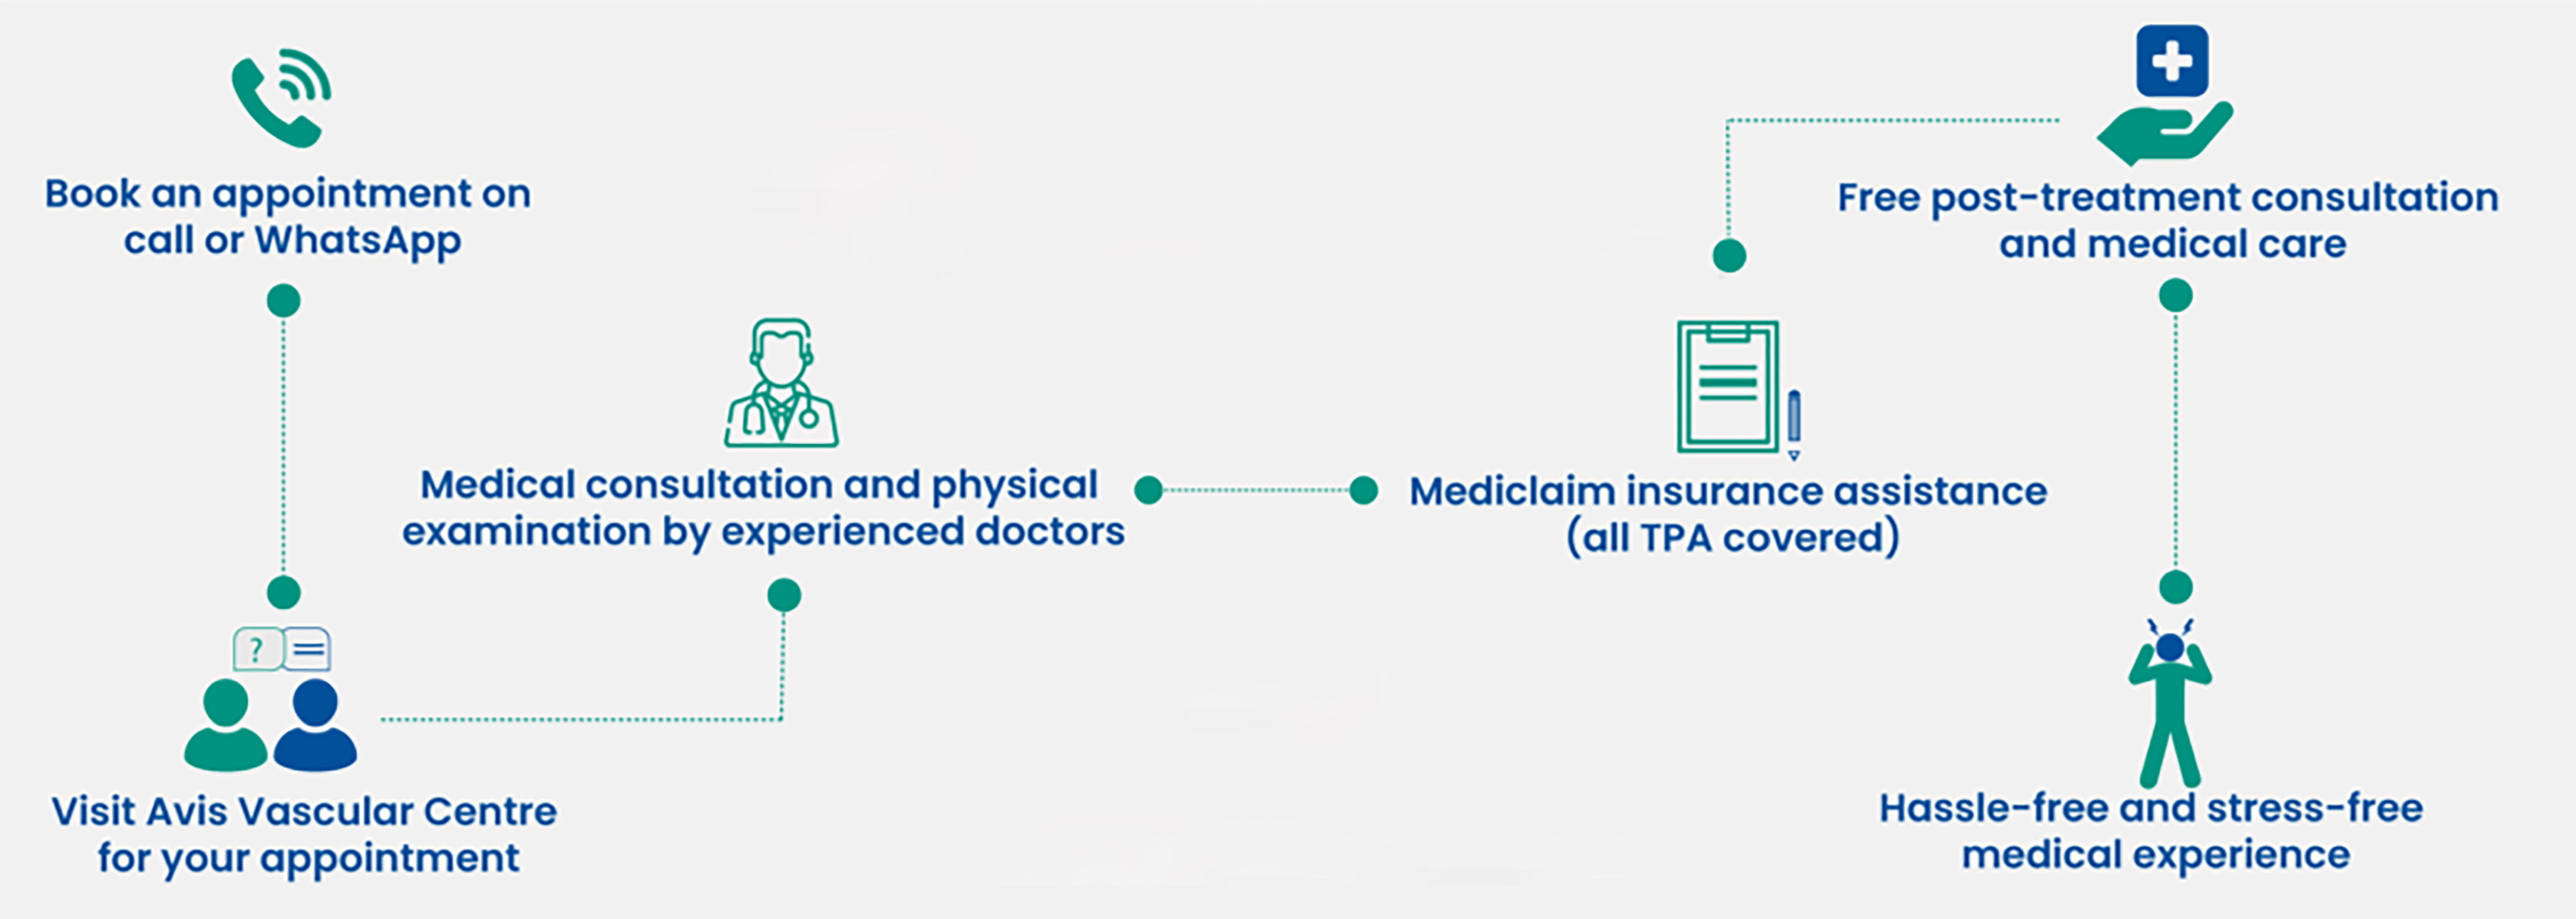 Book an appointment on
call or WhatsApp
?
Visit Avis Vascular Centre
for your appointment
Medical consultation and physical
examination by experienced doctors
Mediclaim insurance assistance
(all TPA covered)
Free post-treatment consultation
and medical care
Hassle-free and stress-free
medical experience